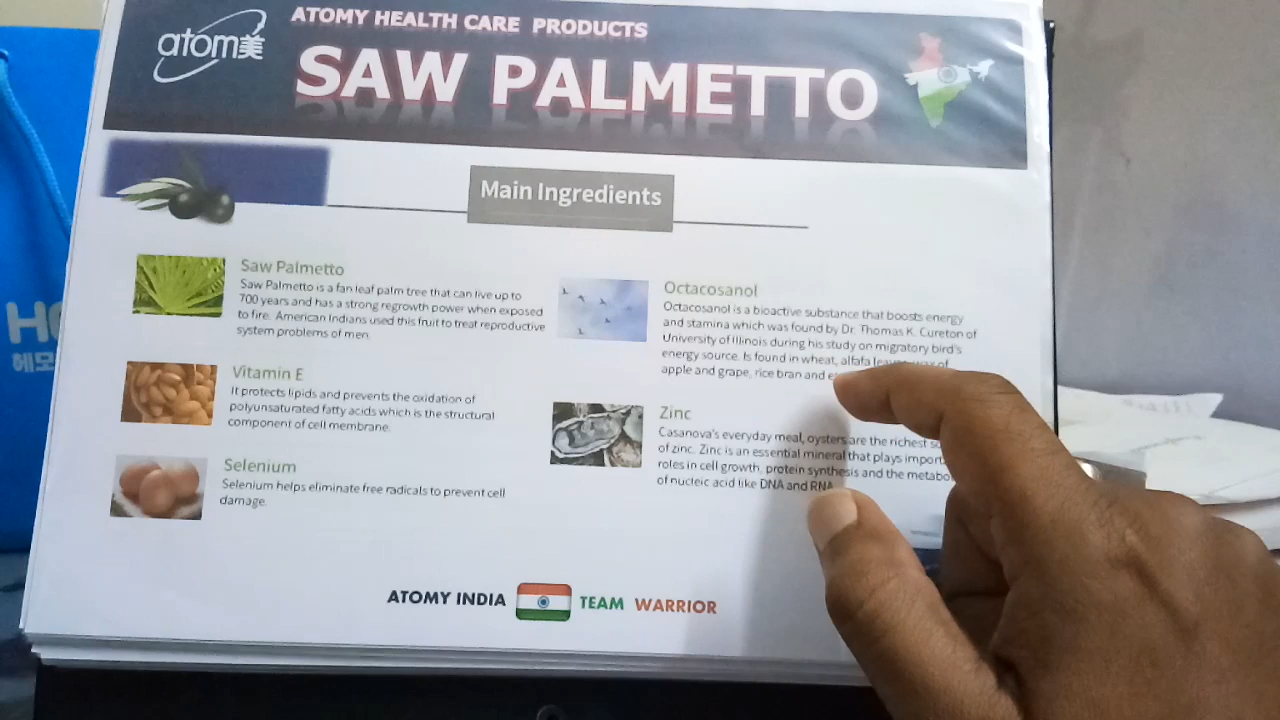 atom美
ATOMY HEALTH CARE PRODUCTS
SAW PALMETTO
Main Ingredients
Saw Palmetto
Saw Palmetto is a fan leaf palm tree that can live up to
700 years and has a strong regrowth power when exposed
to fire. American Indians used this fruit to treat reproductive
system problems of men.
Vitamin E
It protects lipids and prevents the oxidation of
polyunsaturated fatty acids which is the structural
component of cell membrane.
Selenium
Selenium helps eliminate free radicals to prevent cell
damage.
Octacosanol
Octacosanol is a bioactive substance that boosts energy
and stamina which was found by Dr. Thomas K. Cureton of
University of Illinois during his study on migratory bird's
energy source. Is found in wheat, alfafa of
apple and grape, rice bran and
Zinc
Casanova's everyday meal, oysters are the richest
of zinc. Zinc is an essential mineral that plays
roles in cell growth, protein synthesis and the
of nucleic acid like DNA and RNA
ATOMY INDIA TEAM WARRIOR
헤모